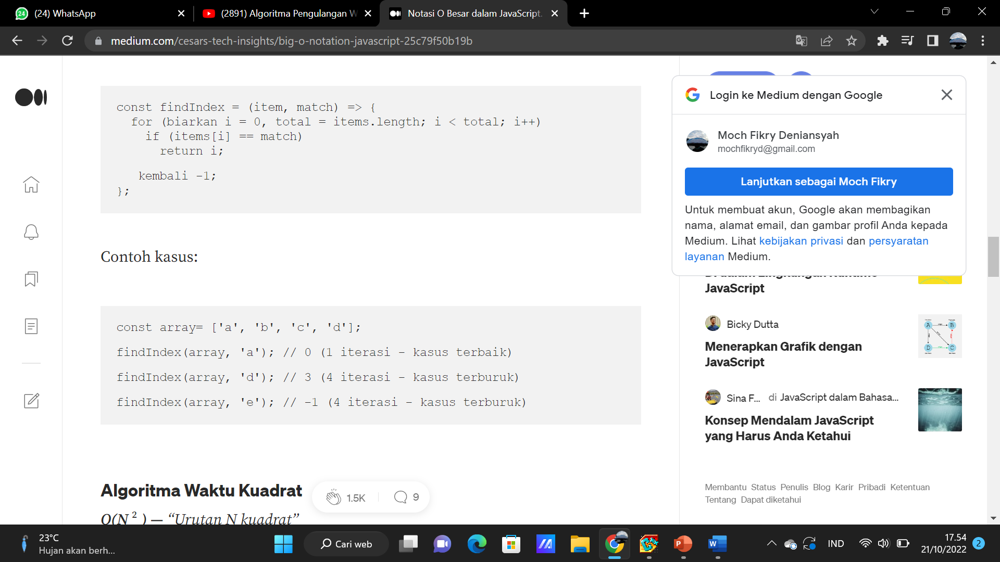 (24) WhatsApp
(2891) Algoritma Pengulangan W
Notasi O Besar dalam JavaScript.
medium.com/cesars-tech-insights/big-o-notation-javascript-25c79f50b19b
const findIndex = (item, match) => {
for (biarkan i = 0, total = items.length; i < total; i++)
if (items[i] == match)
return i;
kembali -1;
};
Contoh kasus:
const array= ['a', 'b', 'c', 'd'];
findIndex(array, 'a'); // 0 (1 iterasi - kasus terbaik)
findIndex(array, 'd'); // 3 (4 iterasi - kasus terburuk)
findIndex(array, 'e'); // -1 (4 iterasi - kasus terburuk)
Algoritma Waktu Kuadrat
1.5K
9
O(N ² ) — “Urutan N kuadrat”
Login ke Medium dengan Google
Moch Fikry Deniansyah
mochfikryd@gmail.com
Lanjutkan sebagai Moch Fikry
Untuk membuat akun, Google akan membagikan
nama, alamat email, dan gambar profil Anda kepada
Medium. Lihat kebijakan privasi dan persyaratan
layanan Medium.
JavaScript
Bicky Dutta
Menerapkan Grafik dengan
JavaScript
A
B
D
C
Sina F... di JavaScript dalam Bahasa...
Konsep Mendalam JavaScript
yang Harus Anda Ketahui
Membantu Status Penulis Blog Karir Pribadi Ketentuan
Tentang Dapat diketahui
23°C
Hujan akan berh...
Cari web
IND
17.54
21/10/2022
2